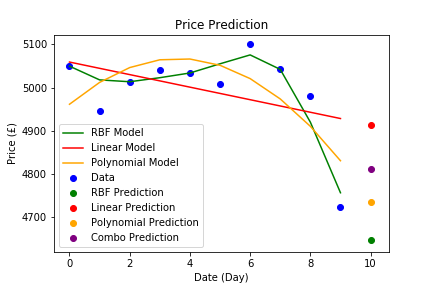 Price Prediction
5100
5000
4900
4800
4700
Price (£)
RBF Model
Linear Model
Polynomial Model
Data
RBF Prediction
Linear Prediction
Polynomial Prediction
Combo Prediction
0 2 4 6 8 10
Date (Day)